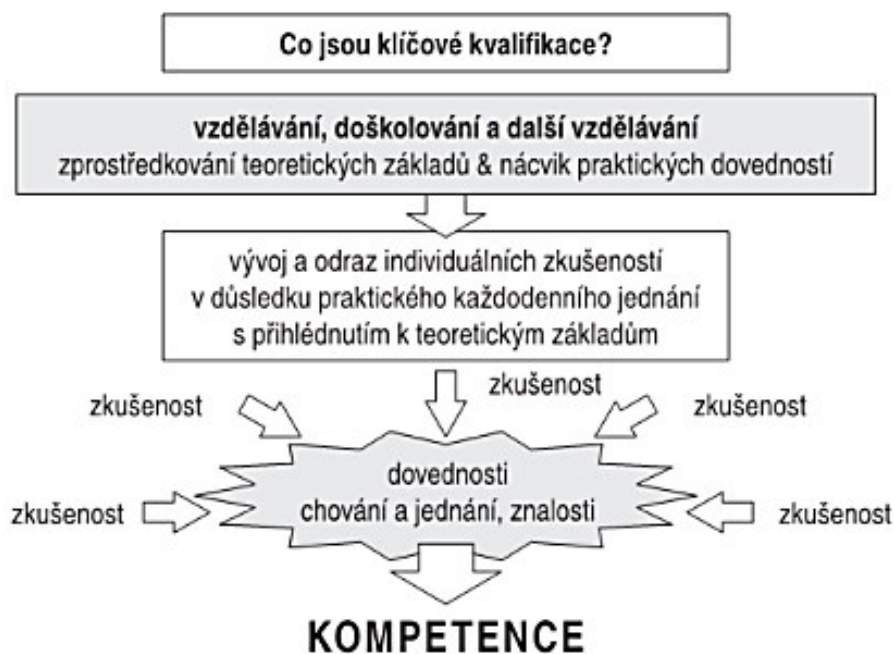 Co jsou klíčové kvalifikace?
vzdělávání, doškolování a další vzdělávání
zprostředkování teoretických základů & nácvik praktických dovedností
vývoj a odraz individuálních zkušeností
v důsledku praktického každodenního jednání
s přihlédnutím k teoretickým základům
zkušenost
zkušenost
zkušenost
dovednosti
chování a jednání, znalosti
zkušenost
zkušenost
KOMPETENCE